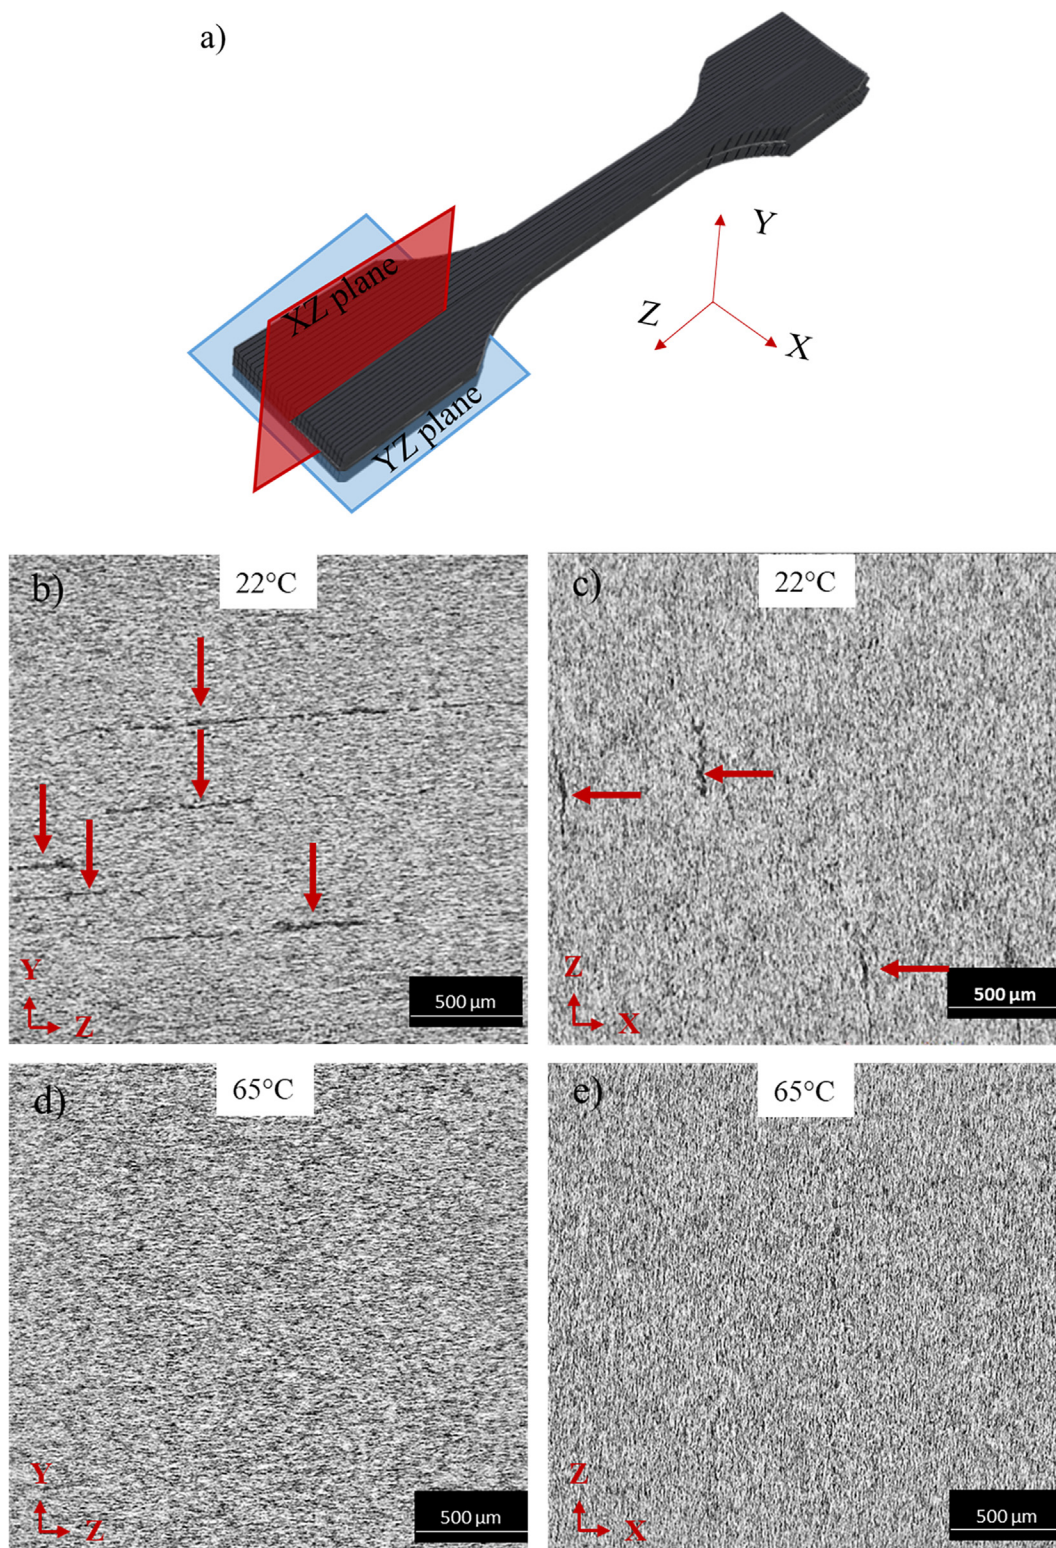 a)
XZ plane
YZ plane
Y
Z
X
b)
22°C
Y
Z
500 µm
c)
22°C
Z
X
500 µm
d)
65°C
Y
Z
500 µm
e)
65°C
Z
X
500 µm